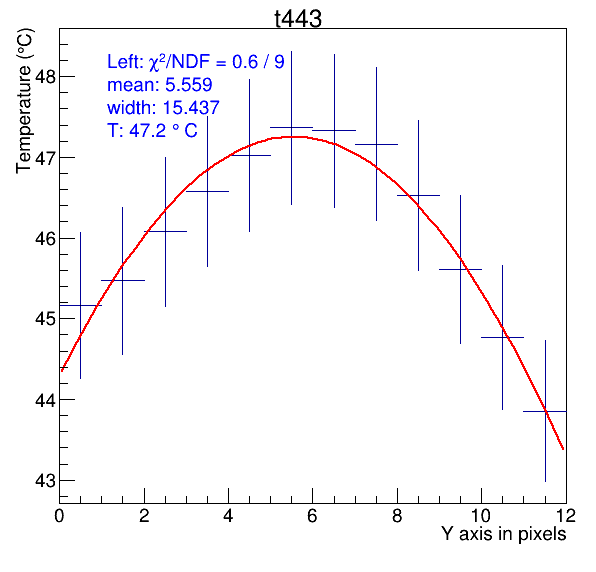 t443
Temperature (°C)
Left: χ²/NDF = 0.6 / 9
mean: 5.559
width: 15.437
T: 47.2 ° C
48
47
46
45
44
43
0 2 4 6 8 10 12
Y axis in pixels